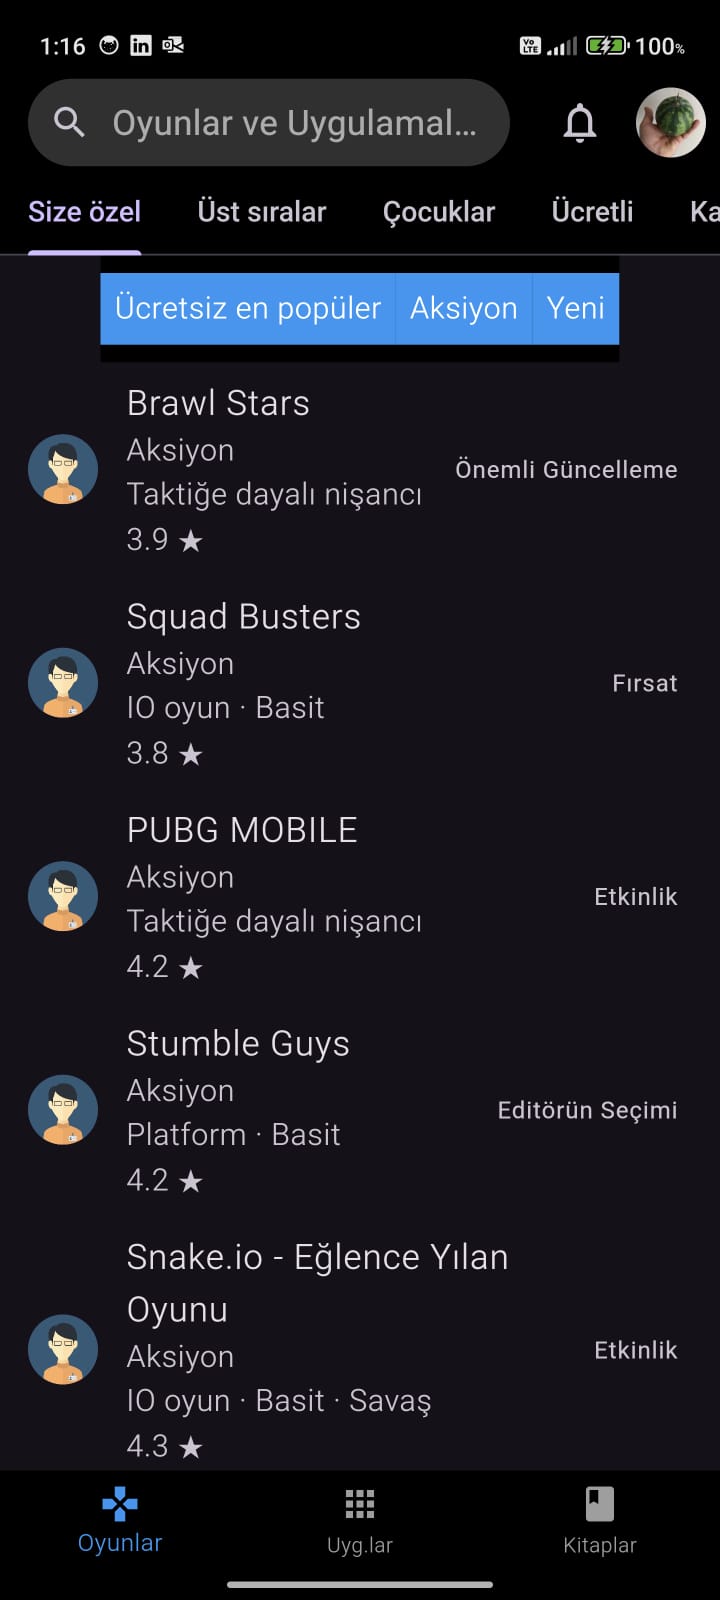 1:16 in Vo LTE 100%
Oyunlar ve Uygulamal...
Size özel Üst sıralar Çocuklar Ücretli Ka
Ücretsiz en popüler Aksiyon Yeni
Brawl Stars
Aksiyon
Taktiğe dayalı nişancı
3.9 ★
Önemli Güncelleme
Squad Busters
Aksiyon
IO oyun · Basit
3.8 ★
Fırsat
PUBG MOBILE
Aksiyon
Taktiğe dayalı nişancı
4.2 ★
Etkinlik
Stumble Guys
Aksiyon
Platform · Basit
4.2 ★
Editörün Seçimi
Snake.io - Eğlence Yılan
Oyunu
Aksiyon
IO oyun · Basit · Savaş
4.3 ★
Etkinlik
Oyunlar Uyg.lar Kitaplar